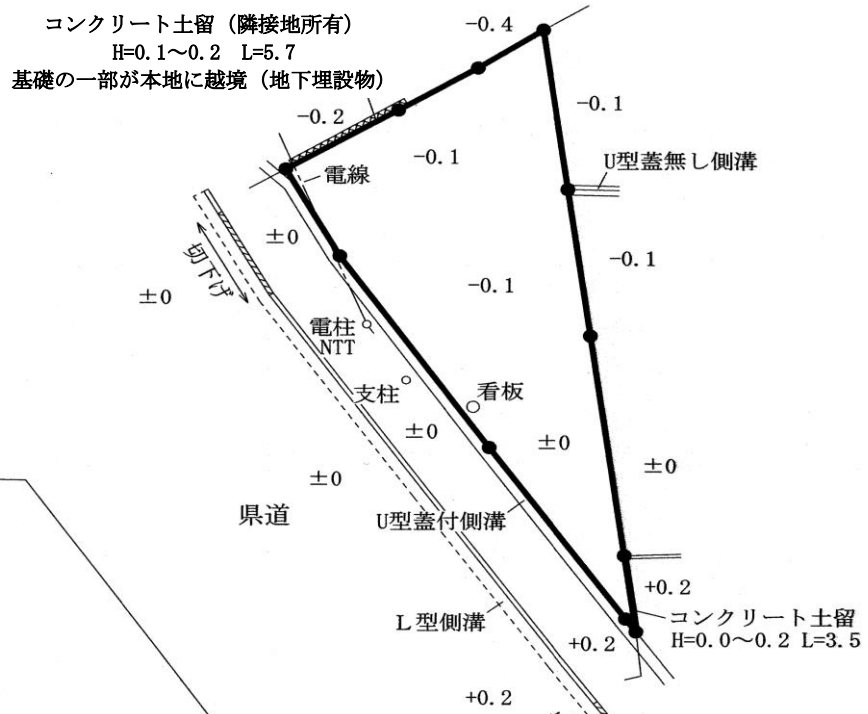 コンクリート土留（隣接地所有）
H=0.1～0.2 L=5.7
基礎の一部が本地に越境（地下埋設物）
-0.4
-0.2
-0.1
-0.1
U型蓋無し側溝
電線
±0
切下げ
-0.1
-0.1
±0
電柱
NTT
支柱
看板
±0
±0
±0
±0
県道
U型蓋付側溝
+0.2
L型側溝
コンクリート土留
H=0.0～0.2 L=3.5
+0.2
+0.2